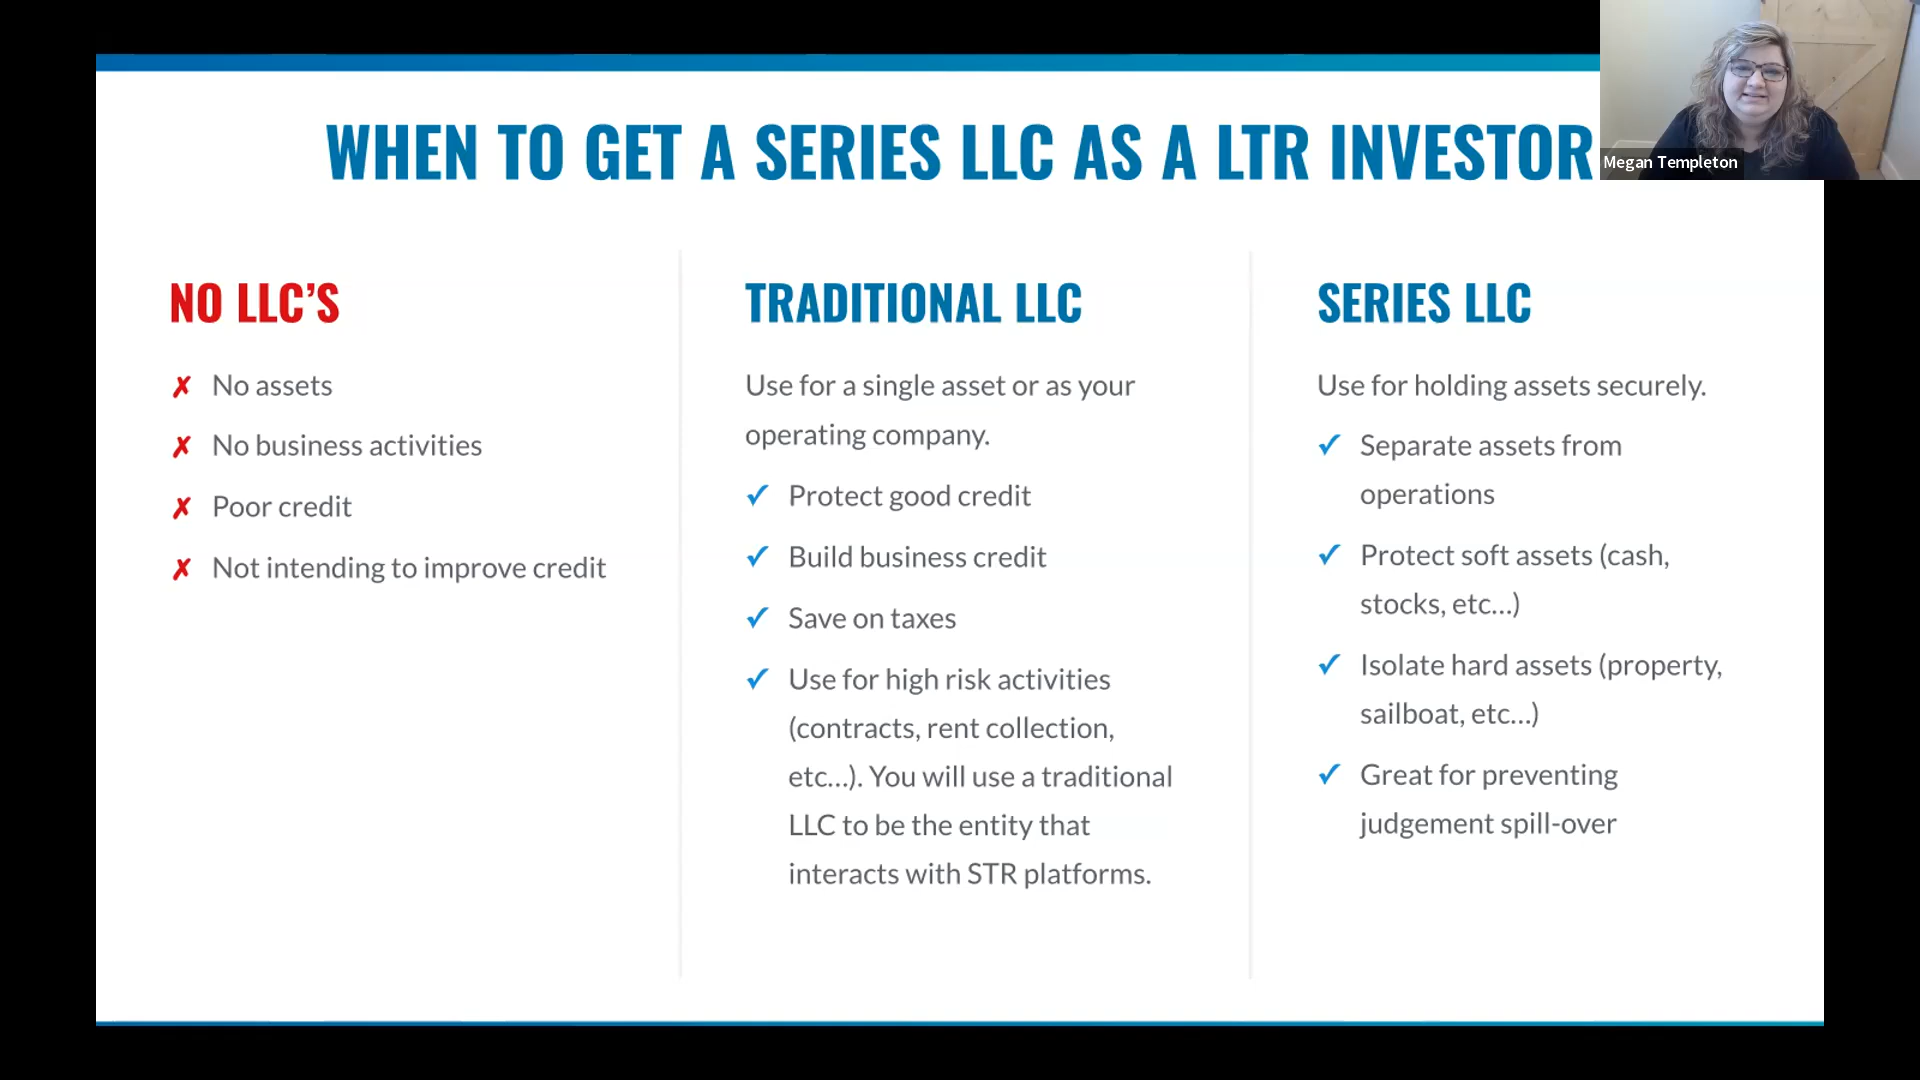 WHEN TO GET A SERIES LLC AS A LTR INVESTOR
Megan Templeton
NO LLC’S
✗ No assets
✗ No business activities
✗ Poor credit
✗ Not intending to improve credit
TRADITIONAL LLC
Use for a single asset or as your
operating company.
✓ Protect good credit
✓ Build business credit
✓ Save on taxes
✓ Use for high risk activities
(contracts, rent collection,
etc...). You will use a traditional
LLC to be the entity that
interacts with STR platforms.
SERIES LLC
Use for holding assets securely.
✓ Separate assets from
operations
✓ Protect soft assets (cash,
stocks, etc...)
✓ Isolate hard assets (property,
sailboat, etc...)
✓ Great for preventing
judgement spill-over